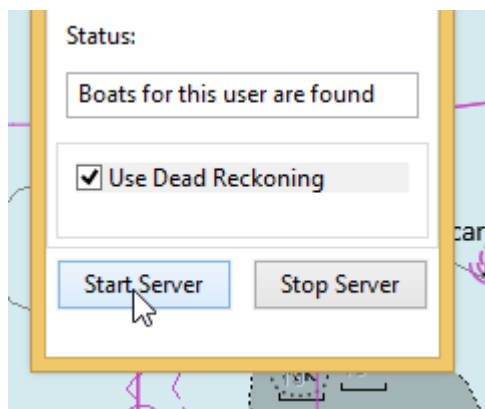 Status:
Boats for this user are found
Use Dead Reckoning
Start Server
Stop Server